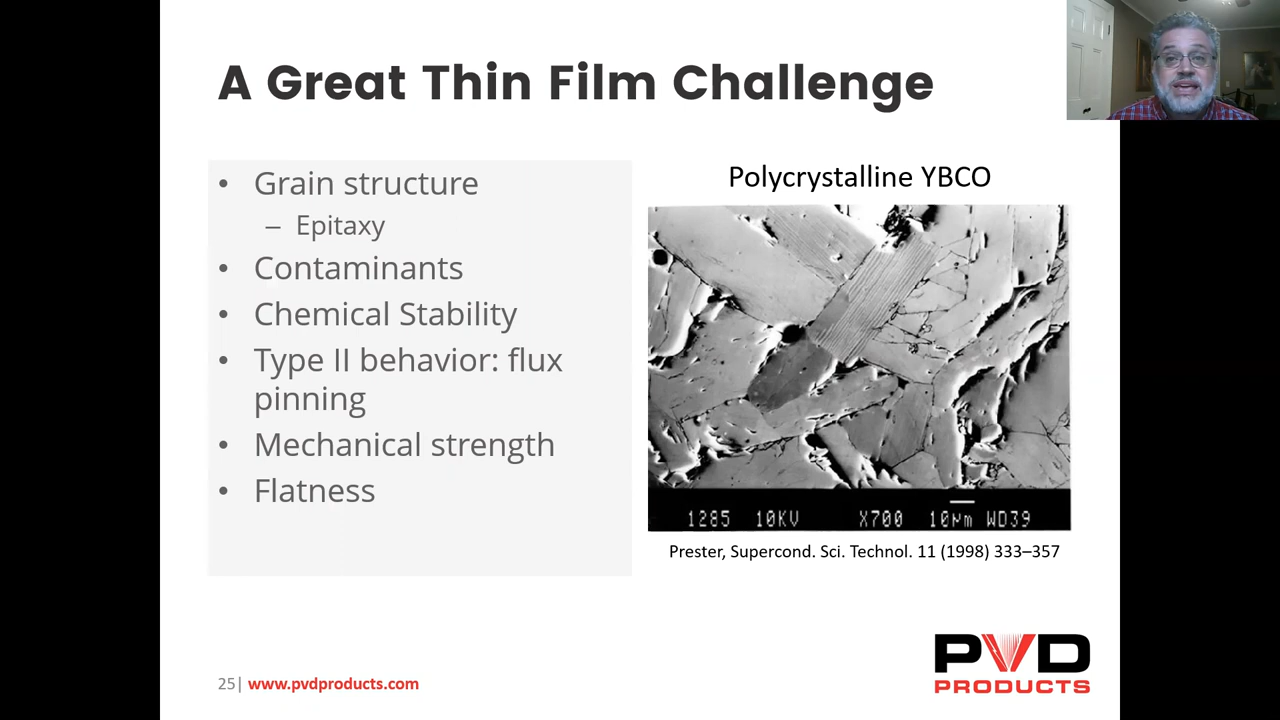 A Great Thin Film Challenge
• Grain structure
– Epitaxy
• Contaminants
• Chemical Stability
• Type II behavior: flux
pinning
• Mechanical strength
• Flatness
Polycrystalline YBCO
1285 10KV X700 10µm WD39
Prester, Supercond. Sci. Technol. 11 (1998) 333–357
25| www.pvdproducts.com
PVD
PRODUCTS